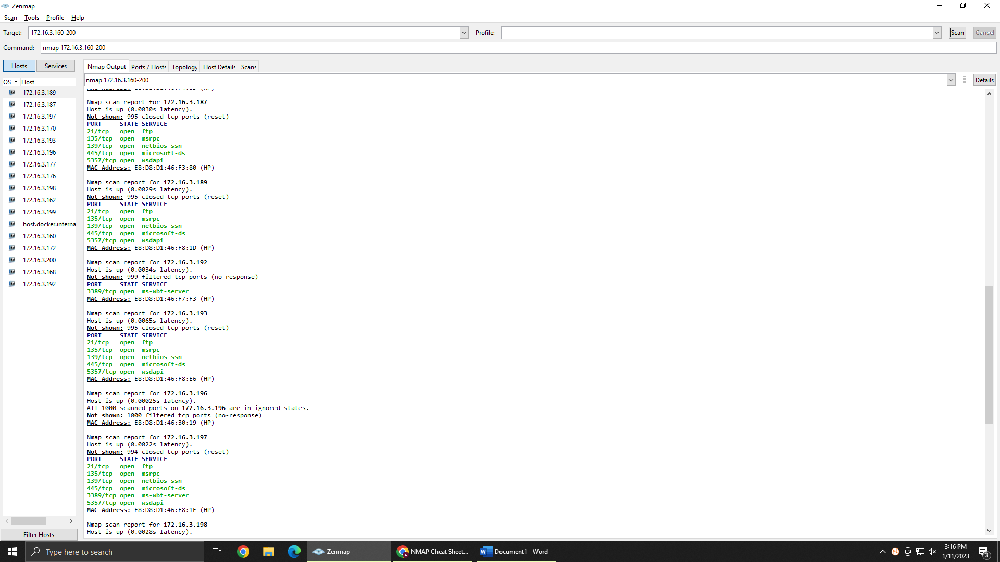 Zenmap
Scan Tools Profile Help
Target: 172.16.3.160-200 Profile: Scan Cancel
Command: nmap 172.16.3.160-200
Hosts Services
Nmap Output Ports / Hosts Topology Host Details Scans
OS Host
nmap 172.16.3.160-200 Details
172.16.3.189
172.16.3.187
172.16.3.197
172.16.3.170
172.16.3.193
172.16.3.196
172.16.3.177
172.16.3.176
172.16.3.198
172.16.3.162
172.16.3.199
host.docker.interna
172.16.3.160
172.16.3.172
172.16.3.200
172.16.3.168
172.16.3.192
Filter Hosts
Nmap scan report for 172.16.3.187
Host is up (0.0030s latency).
Not shown: 995 closed tcp ports (reset)
PORT STATE SERVICE
21/tcp open ftp
135/tcp open msrpc
139/tcp open netbios-ssn
445/tcp open microsoft-ds
5357/tcp open wsdapi
MAC Address: E8:D8:D1:46:F3:80 (HP)
Nmap scan report for 172.16.3.189
Host is up (0.0029s latency).
Not shown: 995 closed tcp ports (reset)
PORT STATE SERVICE
21/tcp open ftp
135/tcp open msrpc
139/tcp open netbios-ssn
445/tcp open microsoft-ds
5357/tcp open wsdapi
MAC Address: E8:D8:D1:46:F8:1D (HP)
Nmap scan report for 172.16.3.192
Host is up (0.0034s latency).
Not shown: 999 filtered tcp ports (no-response)
PORT STATE SERVICE
3389/tcp open ms-wbt-server
MAC Address: E8:D8:D1:46:F7:F3 (HP)
Nmap scan report for 172.16.3.193
Host is up (0.0065s latency).
Not shown: 995 closed tcp ports (reset)
PORT STATE SERVICE
21/tcp open ftp
135/tcp open msrpc
139/tcp open netbios-ssn
445/tcp open microsoft-ds
5357/tcp open wsdapi
MAC Address: E8:D8:D1:46:F8:E6 (HP)
Nmap scan report for 172.16.3.196
Host is up (0.00025s latency).
All 1000 scanned ports on 172.16.3.196 are in ignored states.
Not shown: 1000 filtered tcp ports (no-response)
MAC Address: E8:D8:D1:46:30:19 (HP)
Nmap scan report for 172.16.3.197
Host is up (0.0022s latency).
Not shown: 994 closed tcp ports (reset)
PORT STATE SERVICE
21/tcp open ftp
135/tcp open msrpc
139/tcp open netbios-ssn
445/tcp open microsoft-ds
3389/tcp open ms-wbt-server
5357/tcp open wsdapi
MAC Address: E8:D8:D1:46:F8:1E (HP)
Nmap scan report for 172.16.3.198
Host is up (0.0028s latency).
Type here to search
Zenmap
NMAP Cheat Sheet...
Document1 - Word
3:16 PM
1/11/2023
3